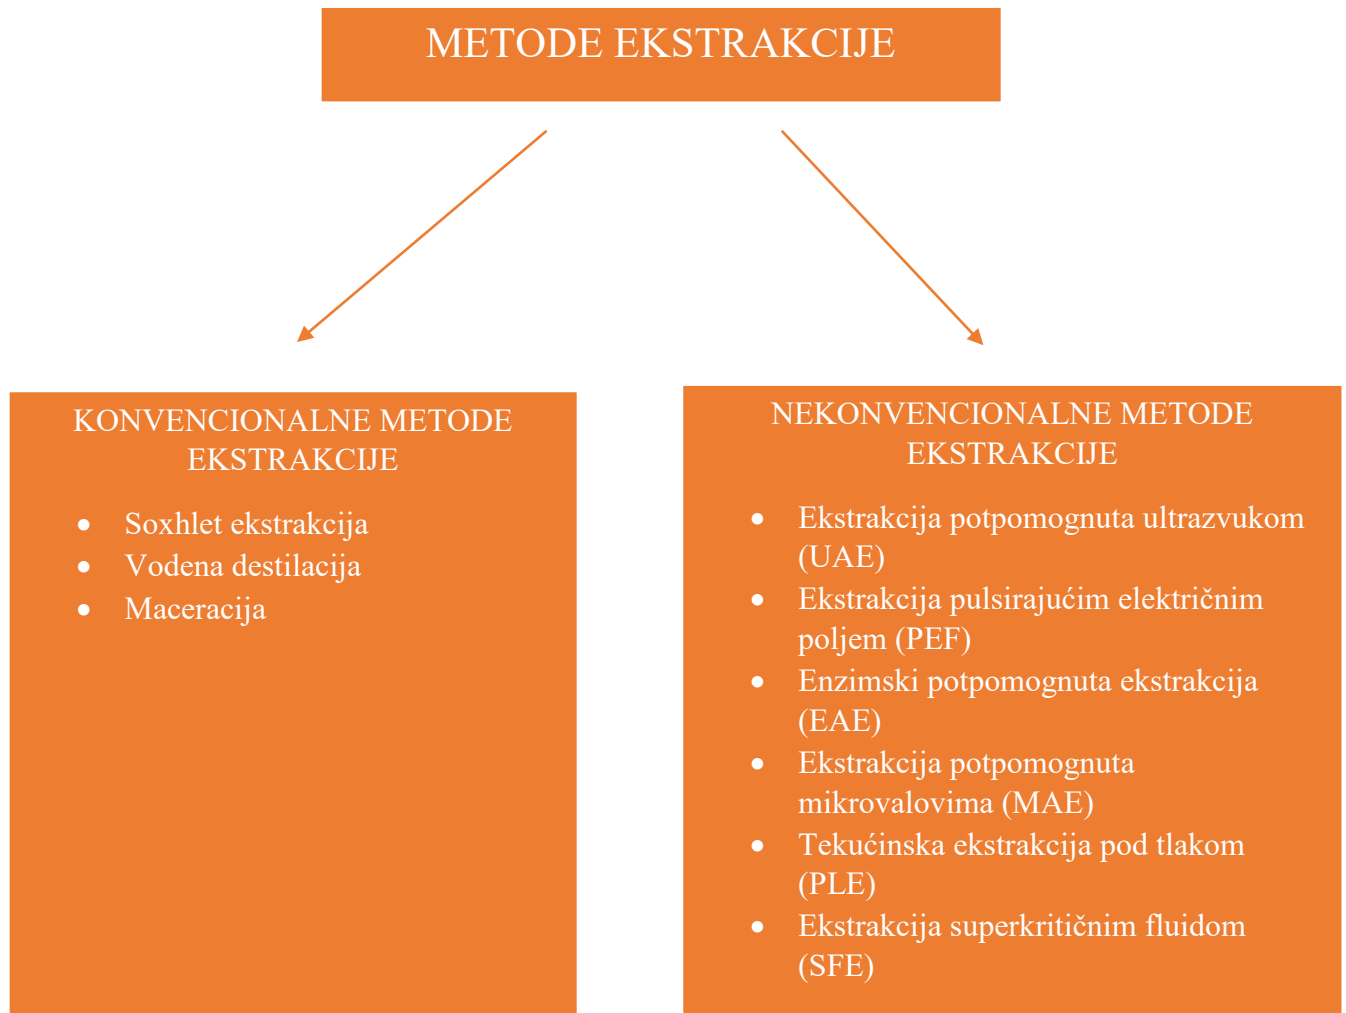 METODE EKSTRAKCIJE
KONVENCIONALNE METODE
EKSTRAKCIJE
• Soxhlet ekstrakcija
• Vodena destilacija
• Maceracija
NEKONVENCIONALNE METODE
EKSTRAKCIJE
• Ekstrakcija potpomognuta ultrazvukom
(UAE)
• Ekstrakcija pulsirajućim električnim
poljem (PEF)
• Enzimski potpomognuta ekstrakcija
(EAE)
• Ekstrakcija potpomognuta
mikrovalovima (MAE)
• Tekućinska ekstrakcija pod tlakom
(PLE)
• Ekstrakcija superkritičnim fluidom
(SFE)